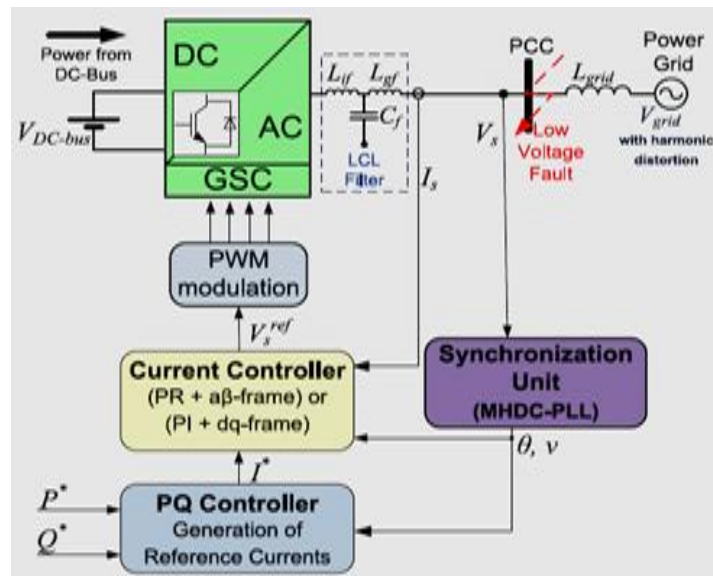 Power from
DC-Bus
DC
AC
GSC
V_DC-bus
L_if
L_gf
C_f
LCL
Filter
I_s
V_s
PCC
Low
Voltage
Fault
L_grid
Power
Grid
V_grid
with harmonic
distortion
PWM
modulation
V_s^ref
Current Controller
(PR + aβ-frame) or
(PI + dq-frame)
Synchronization
Unit
(MHDC-PLL)
θ, v
I*
P*
Q*
PQ Controller
Generation of
Reference Currents